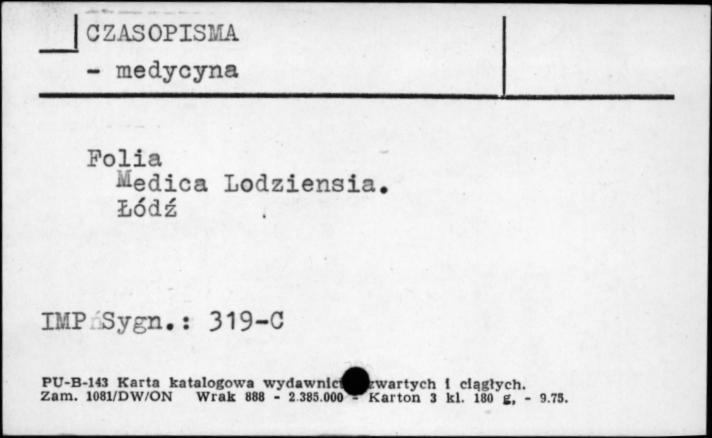 CZASOPISMA
- medycyna
Folia
Medica Lodziensia.
Łódź
IMP Sygn.: 319-C
PU-B-143 Karta katalogowa wydawnic zwartych i ciągłych.
Zam. 1081/DW/ON Wrak 888 - 2.385.000 - Karton 3 kl. 180 g, - 9.75.